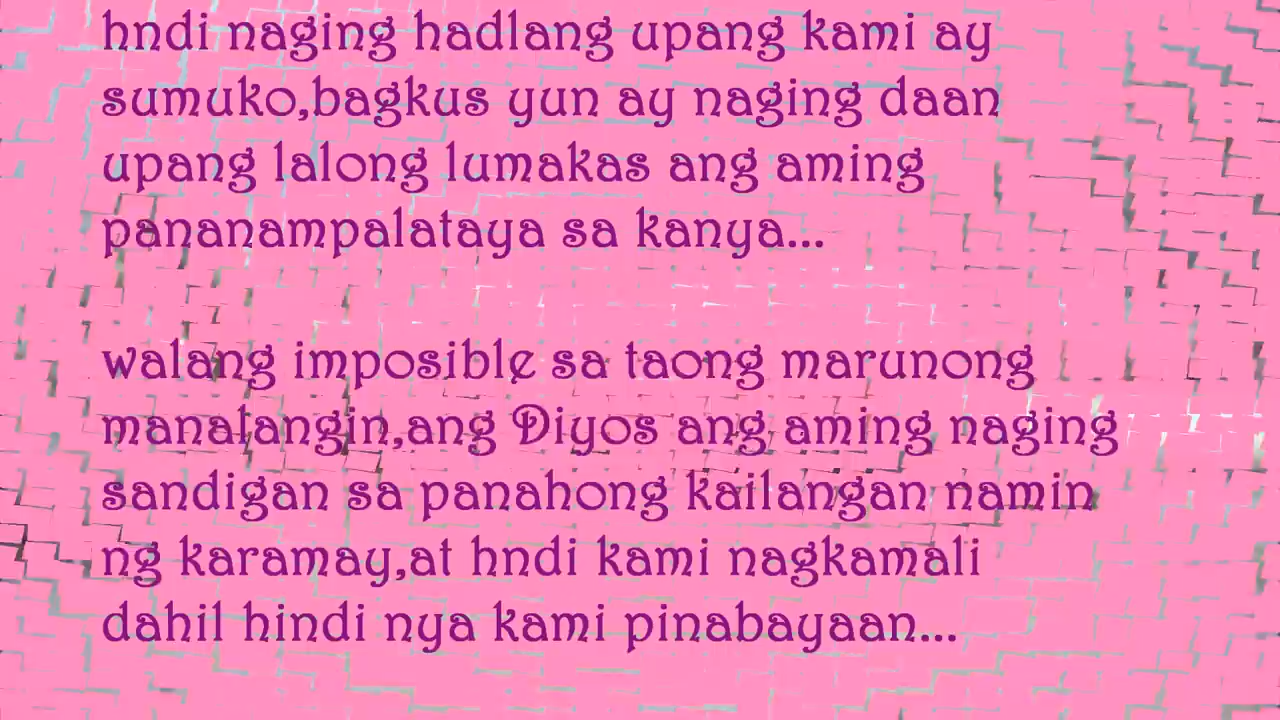 hndi naging hadlang upang kami ay
sumuko,bagkus yun ay naging daan
upang lalong lumakas ang aming
pananampalataya sa kanya...
walang imposible sa taong marunong
manalangin,ang Diyos ang aming naging
sandigan sa panahong kailangan namin
ng karamay,at hndi kami nagkamali
dahil hindi nya kami pinabayaan...